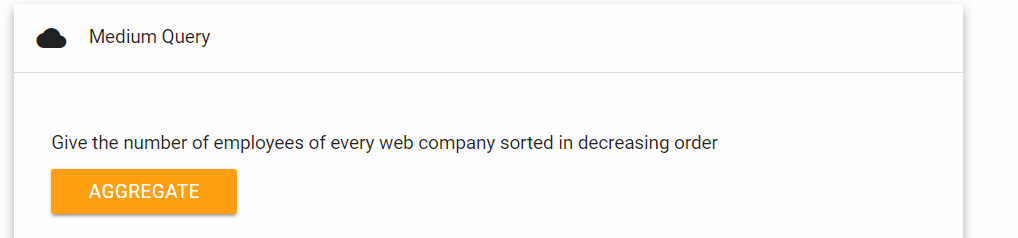 Medium Query
Give the number of employees of every web company sorted in decreasing order
AGGREGATE